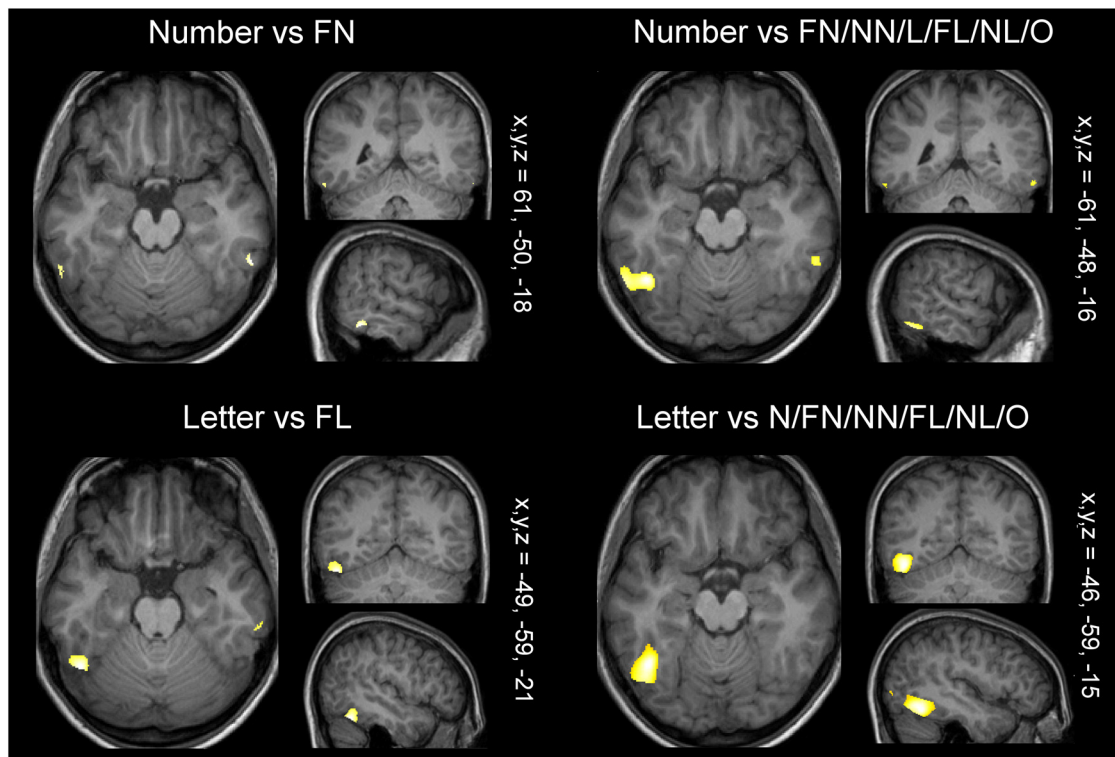 Number vs FN
x,y,z = 61, -50, -18
Number vs FN/NN/L/FL/NL/O
x,y,z = -61, -48, -16
Letter vs FL
x,y,z = -49, -59, -21
Letter vs N/FN/NN/FL/NL/O
x,y,z = -46, -59, -15